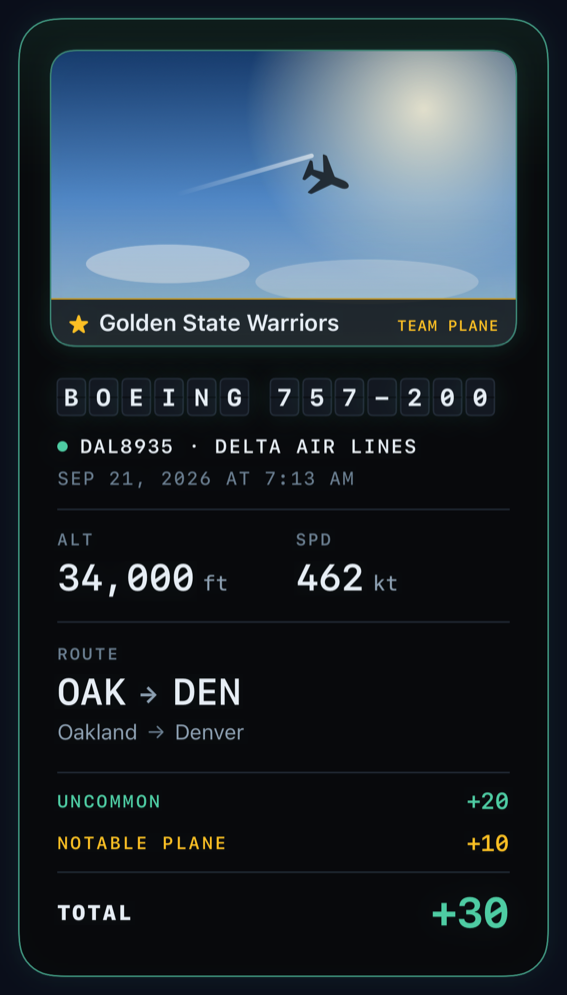 Golden State Warriors TEAM PLANE
BOEING 757-200
DAL8935 · DELTA AIR LINES
SEP 21, 2026 AT 7:13 AM
ALT SPD
34,000 ft 462 kt
ROUTE
OAK → DEN
Oakland → Denver
UNCOMMON +20
NOTABLE PLANE +10
TOTAL +30